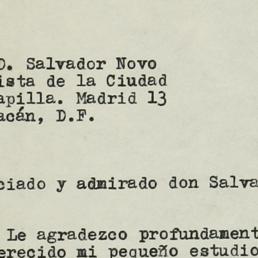 D. Salvador Novo
ista de la Ciudad
apilla. Madrid 13
acán, D.F.
ciado y admirado don Salva
Le agradezco profundament
erecido mi pequeño estudio